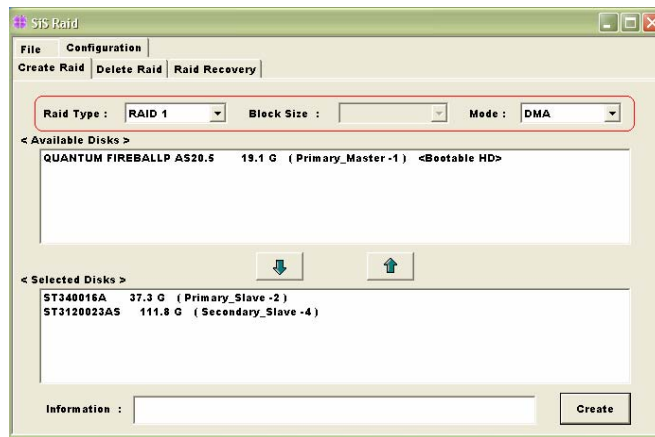 SiS Raid
File Configuration
Create Raid Delete Raid Raid Recovery
Raid Type : RAID 1 Block Size : Mode : DMA
< Available Disks >
QUANTUM FIREBALLP AS20.5 19.1 G ( Primary_Master -1 ) <Bootable HD>
< Selected Disks >
ST340016A 37.3 G ( Primary_Slave -2 )
ST3120023AS 111.8 G ( Secondary_Slave -4 )
Information : Create